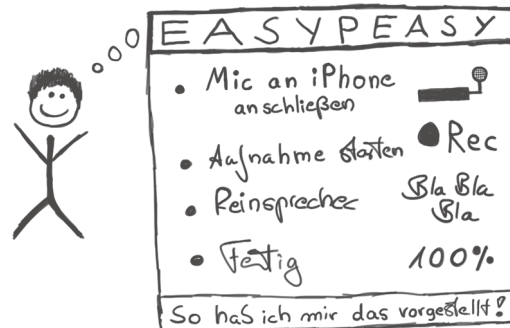 EASYPEASY
• Mic an iPhone
anschließen
• Aufnahme starten
Rec
• Reinsprechen
Bla Bla
Bla
• Fertig
100%
So hab ich mir das vorgestellt!